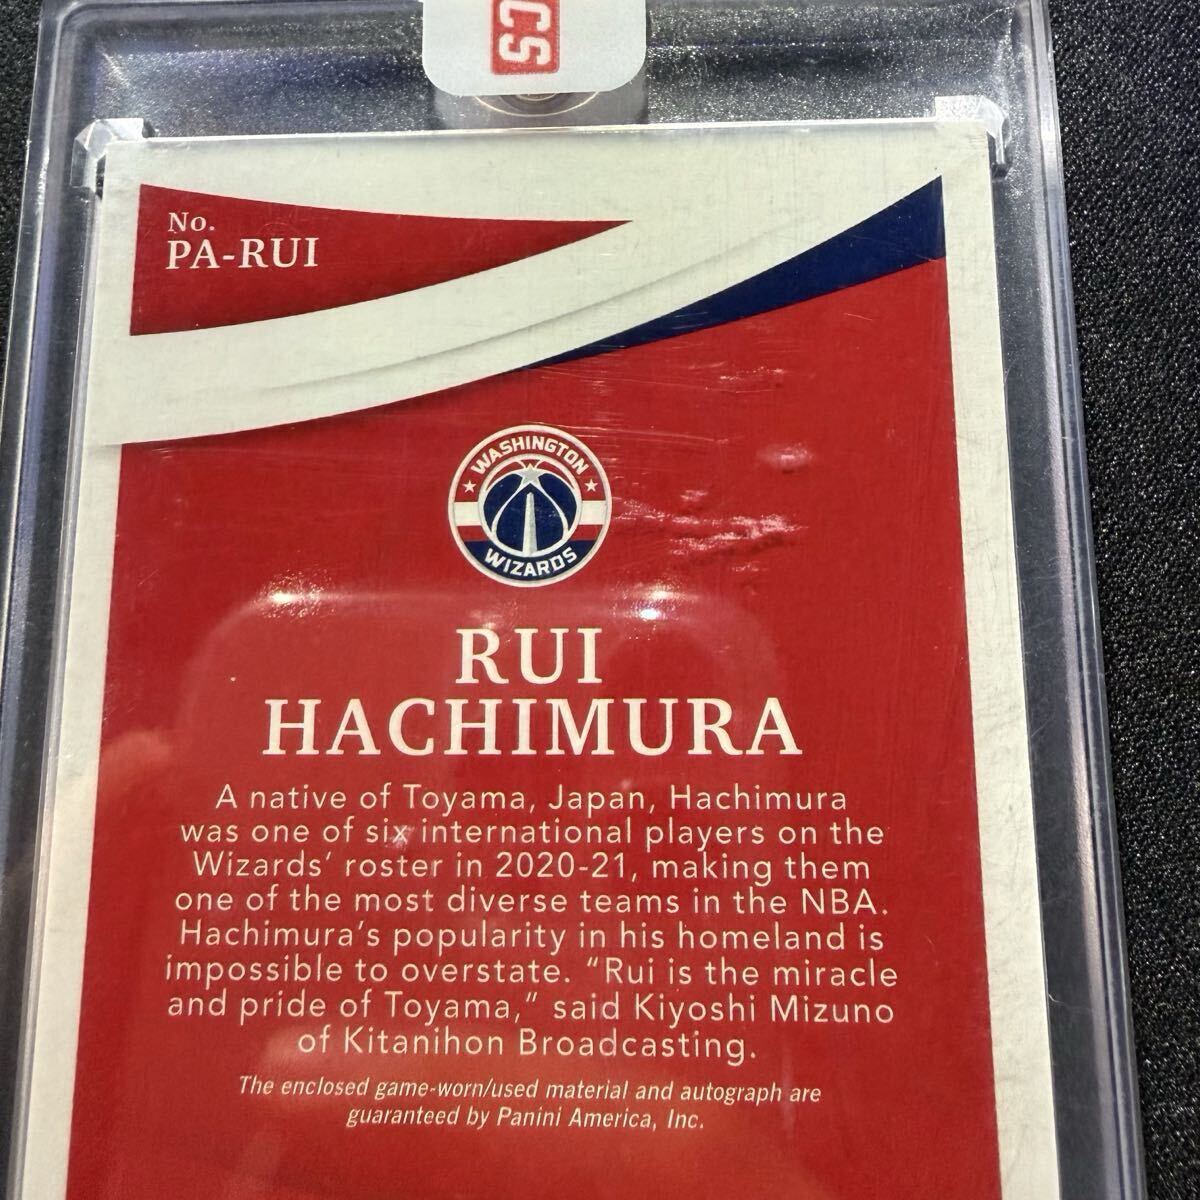 CS
No.
PA-RUI
WASHINGTON
WIZARDS
RUI
HACHIMURA
A native of Toyama, Japan, Hachimura
was one of six international players on the
Wizards' roster in 2020-21, making them
one of the most diverse teams in the NBA.
Hachimura's popularity in his homeland is
impossible to overstate. "Rui is the miracle
and pride of Toyama," said Kiyoshi Mizuno
of Kitanihon Broadcasting.
The enclosed game-worn/used material and autograph are
guaranteed by Panini America, Inc.